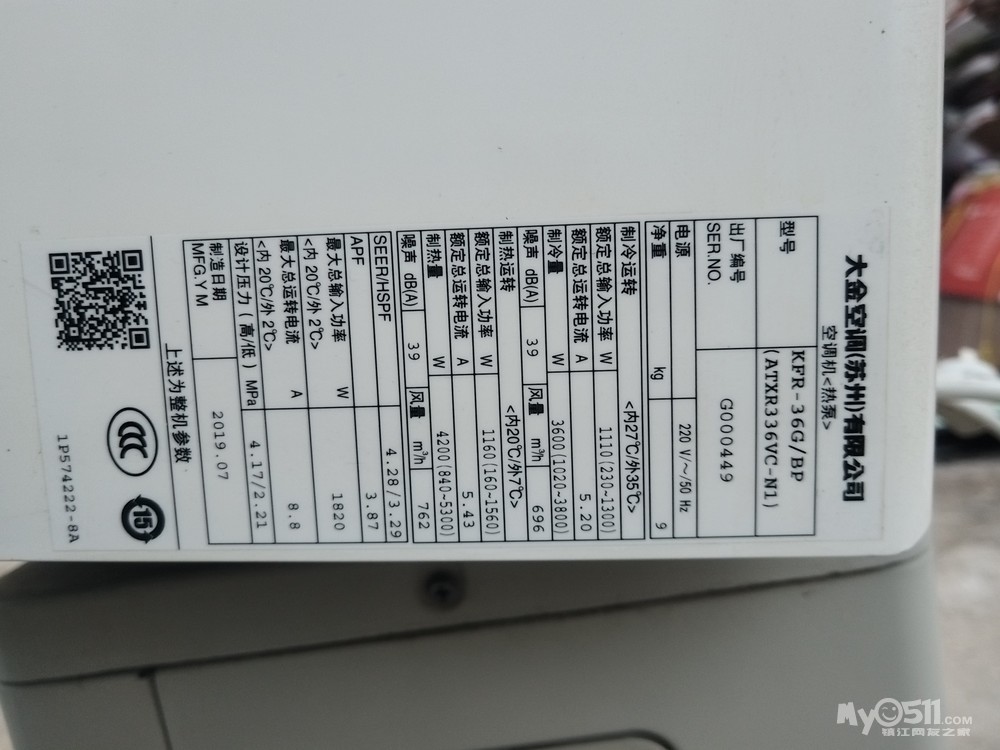 大金空调(苏州)有限公司
空调机<热泵>
型号 KFR-36G/BP
(ATXR336VC-N1)
出厂编号
SER.NO. G000449
电源 220 V/~/50 Hz
净重 kg 9
制冷运转 <内27℃/外35℃>
额定总输入功率 W 1110(230~1300)
额定总运转电流 A 5.20
制冷量 W 3600(1020~3800)
噪声 dB(A) 39 风量 m³/h 696
制热运转 <内20℃/外7℃>
额定总输入功率 W 1160(160~1560)
额定总运转电流 A 5.43
制热量 W 4200(840~5300)
噪声 dB(A) 39 风量 m³/h 762
SEER/HSPF 4.28/3.29
APF 3.87
最大总输入功率 W 1820
<内 20℃/外 2℃>
最大总运转电流 A 8.8
<内 20℃/外 2℃>
设计压力(高/低) MPa 4.17/2.21
制造日期 2019.07
MFG.Y M
上述为整机参数
CCC
15
1P574222-8A
My0511.com
镇江网友之家